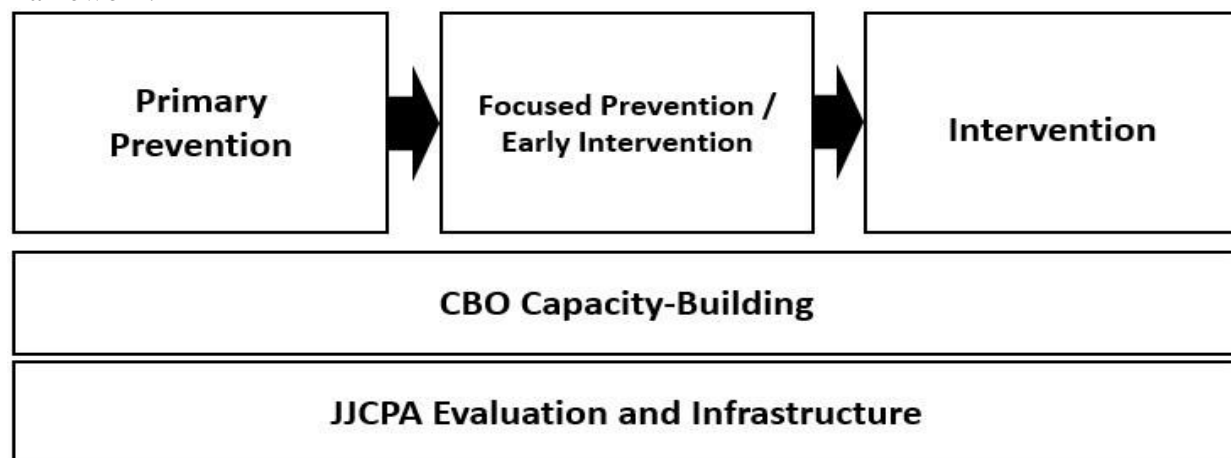 Primary
Prevention
Focused Prevention /
Early Intervention
Intervention
CBO Capacity-Building
JJCPA Evaluation and Infrastructure